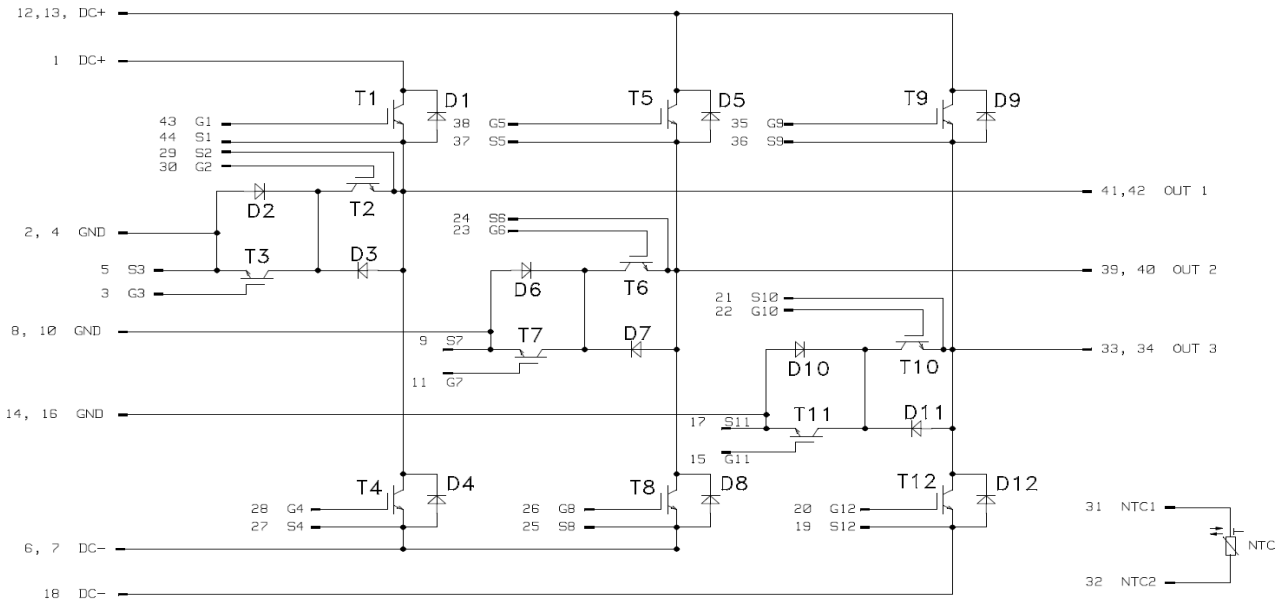 12,13, DC+
1 DC+
T1 D1
T5 D5
T9 D9
43 G1
38 G5
35 G9
44 S1
37 S5
36 S9
29 S2
30 G2
D2
T2
41,42 OUT 1
24 S6
23 G6
2, 4 GND
T3
D3
5 S3
39, 40 OUT 2
3 G3
D6
T6
21 S10
22 G10
8, 10 GND
9 S7
T7
D7
33, 34 OUT 3
D10
T10
11 G7
14, 16 GND
17 S11
T11
D11
15 G11
T4 D4
T8 D8
T12 D12
28 G4
26 G8
20 G12
31 NTC1
27 S4
25 S8
19 S12
6, 7 DC-
T
NTC
32 NTC2
18 DC-